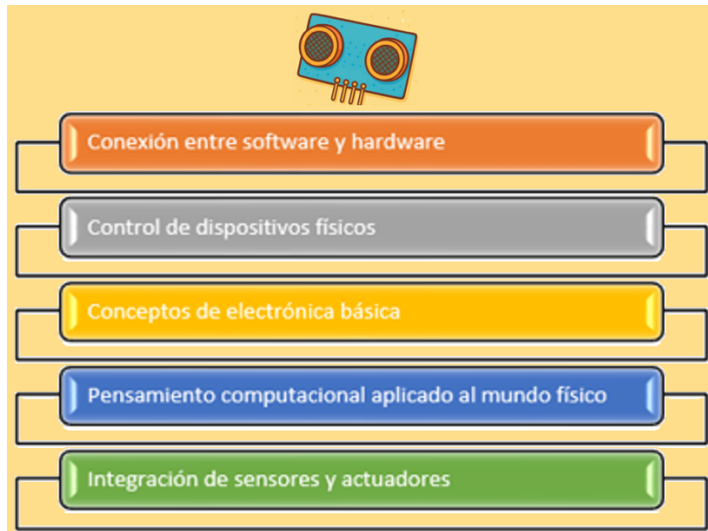 Conexión entre software y hardware
Control de dispositivos físicos
Conceptos de electrónica básica
Pensamiento computacional aplicado al mundo físico
Integración de sensores y actuadores